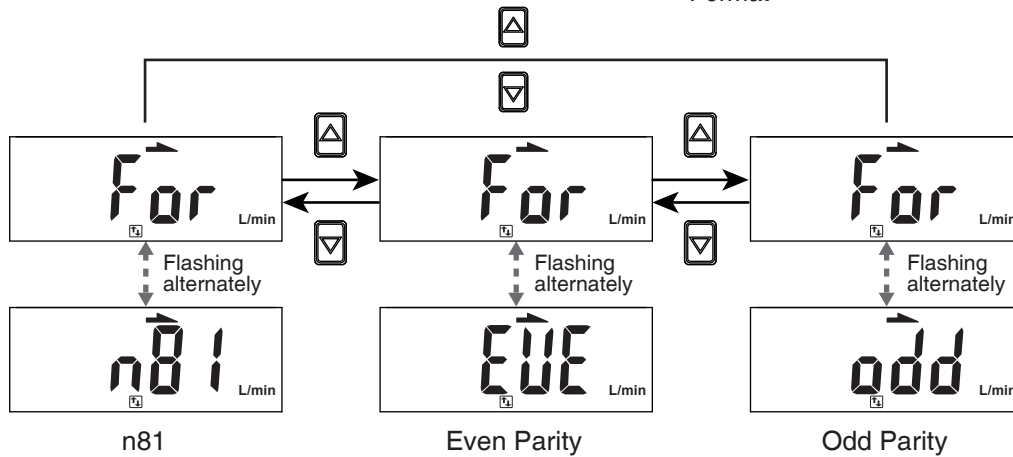 Format
For
L/min
For
L/min
For
L/min
Flashing
alternately
Flashing
alternately
Flashing
alternately
n81
L/min
EUE
L/min
odd
L/min
n81
Even Parity
Odd Parity